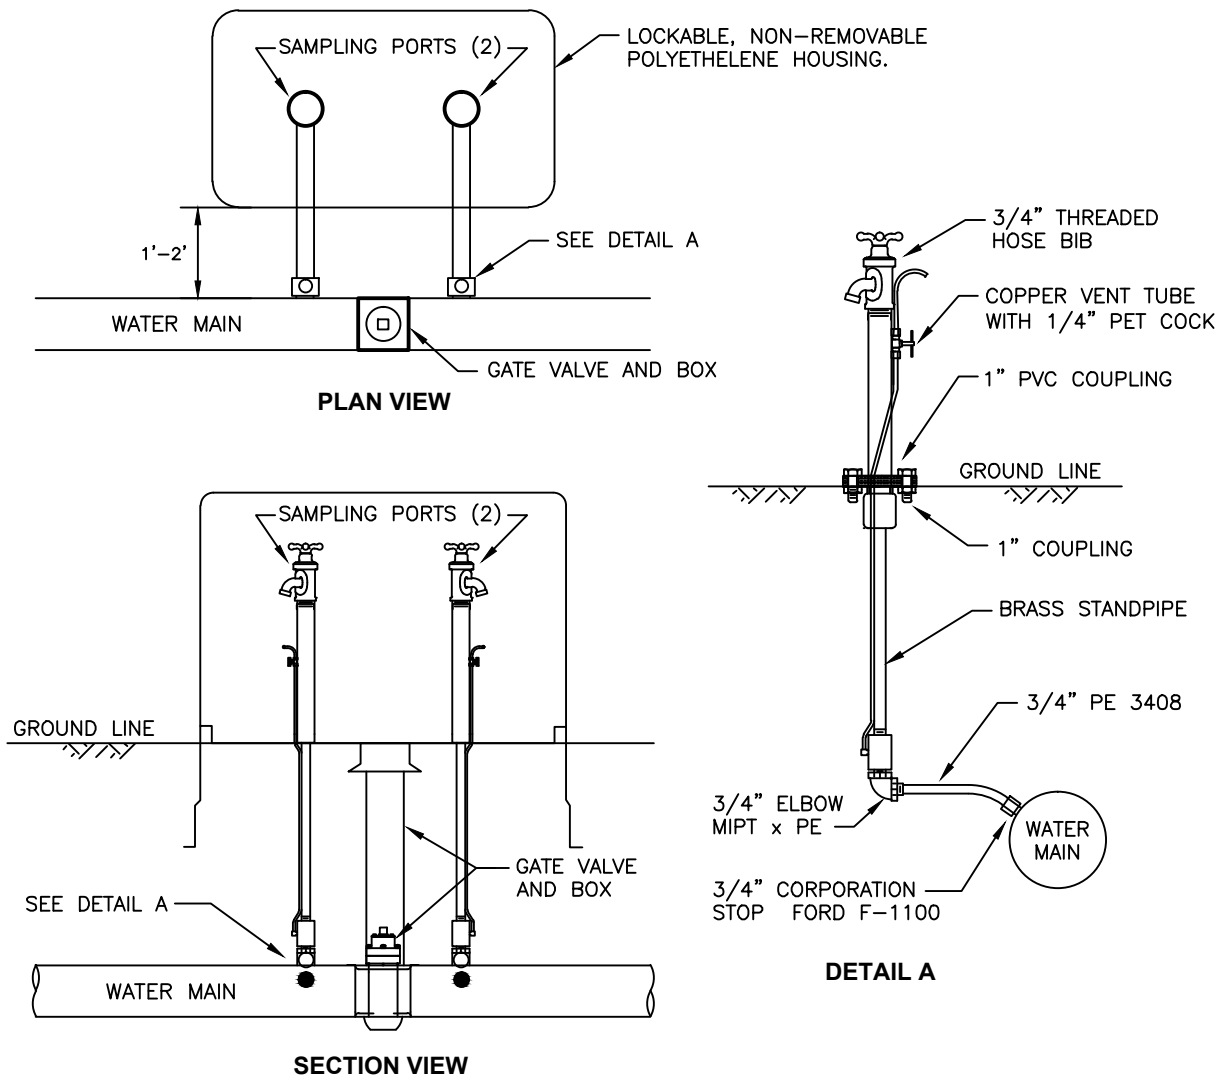 SAMPLING PORTS (2)
LOCKABLE, NON-REMOVABLE
POLYETHELENE HOUSING.
1'-2'
SEE DETAIL A
WATER MAIN
GATE VALVE AND BOX
PLAN VIEW
SAMPLING PORTS (2)
GROUND LINE
GATE VALVE
AND BOX
SEE DETAIL A
WATER MAIN
SECTION VIEW
3/4" THREADED
HOSE BIB
COPPER VENT TUBE
WITH 1/4" PET COCK
1" PVC COUPLING
GROUND LINE
1" COUPLING
BRASS STANDPIPE
3/4" PE 3408
3/4" ELBOW
MIPT x PE
WATER
MAIN
3/4" CORPORATION
STOP FORD F-1100
DETAIL A